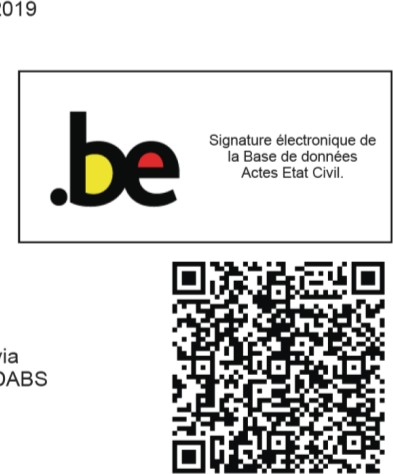 2019
.be
Signature électronique de
la Base de données
Actes Etat Civil.
via
DABS